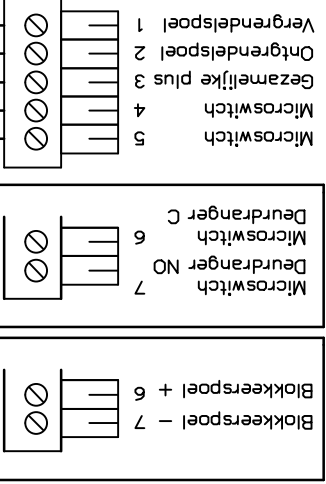 Blokkeerspoel - 7
Blokkeerspoel + 6
Microswitch 7
Deurdranger NO
Microswitch 6
Deurdranger C
Microswitch 5
Microswitch 4
Gezamelijke plus 3
Ontgrendelspoel 2
Vergrendelspoel 1